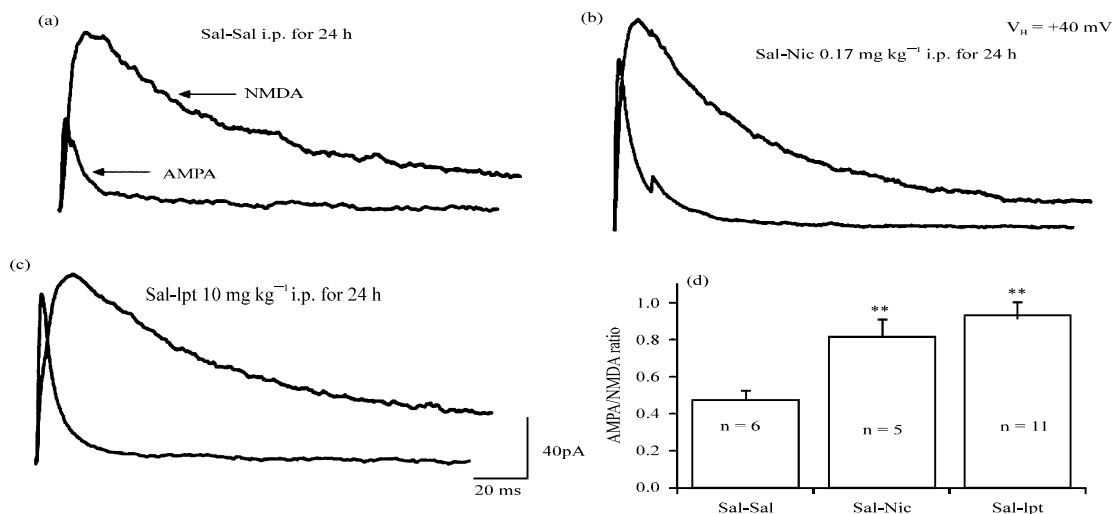 (a)
Sal-Sal i.p. for 24 h
NMDA
AMPA
(b)
V_H = +40 mV
Sal-Nic 0.17 mg kg⁻¹ i.p. for 24 h
(c)
Sal-lpt 10 mg kg⁻¹ i.p. for 24 h
40pA
20 ms
(d)
AMPA/NMDA ratio
1.0
0.8
0.6
0.4
0.2
0.0
**
**
n = 6
n = 5
n = 11
Sal-Sal
Sal-Nic
Sal-lpt